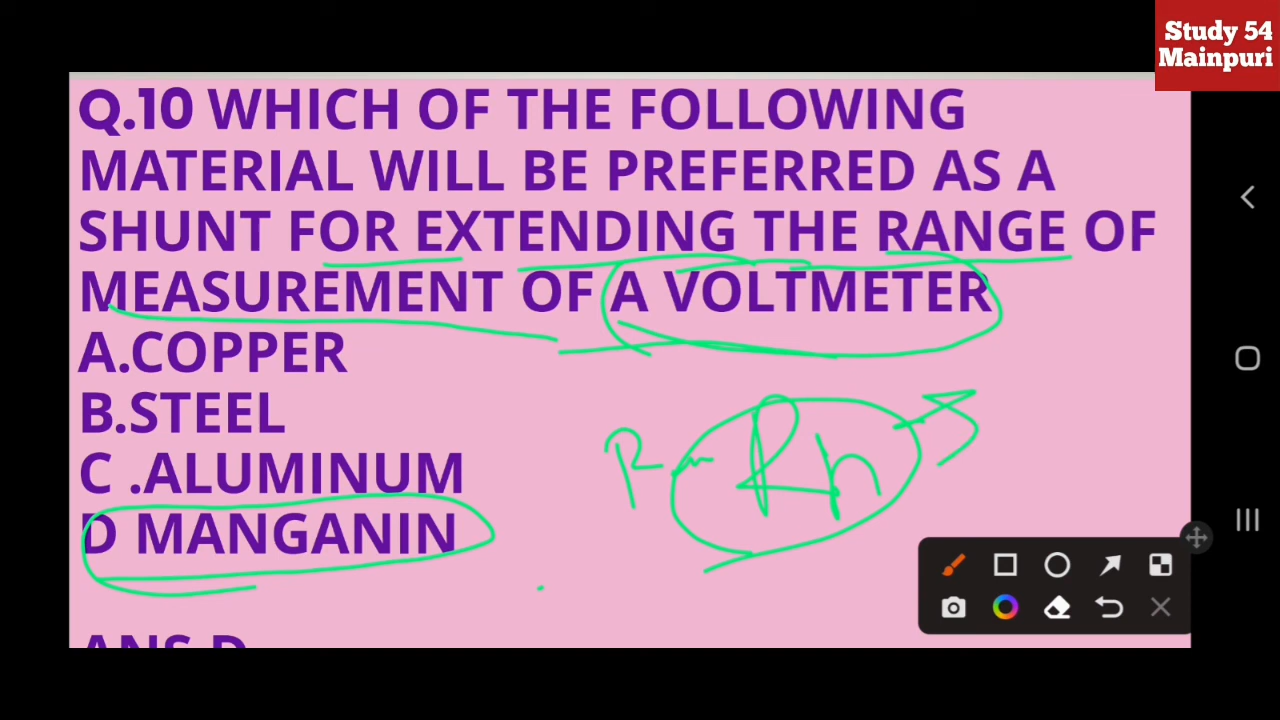 Study 54
Mainpuri
Q.10 WHICH OF THE FOLLOWING
MATERIAL WILL BE PREFERRED AS A
SHUNT FOR EXTENDING THE RANGE OF
MEASUREMENT OF A VOLTMETER
A.COPPER
B.STEEL
C .ALUMINUM
D MANGANIN
ANS D